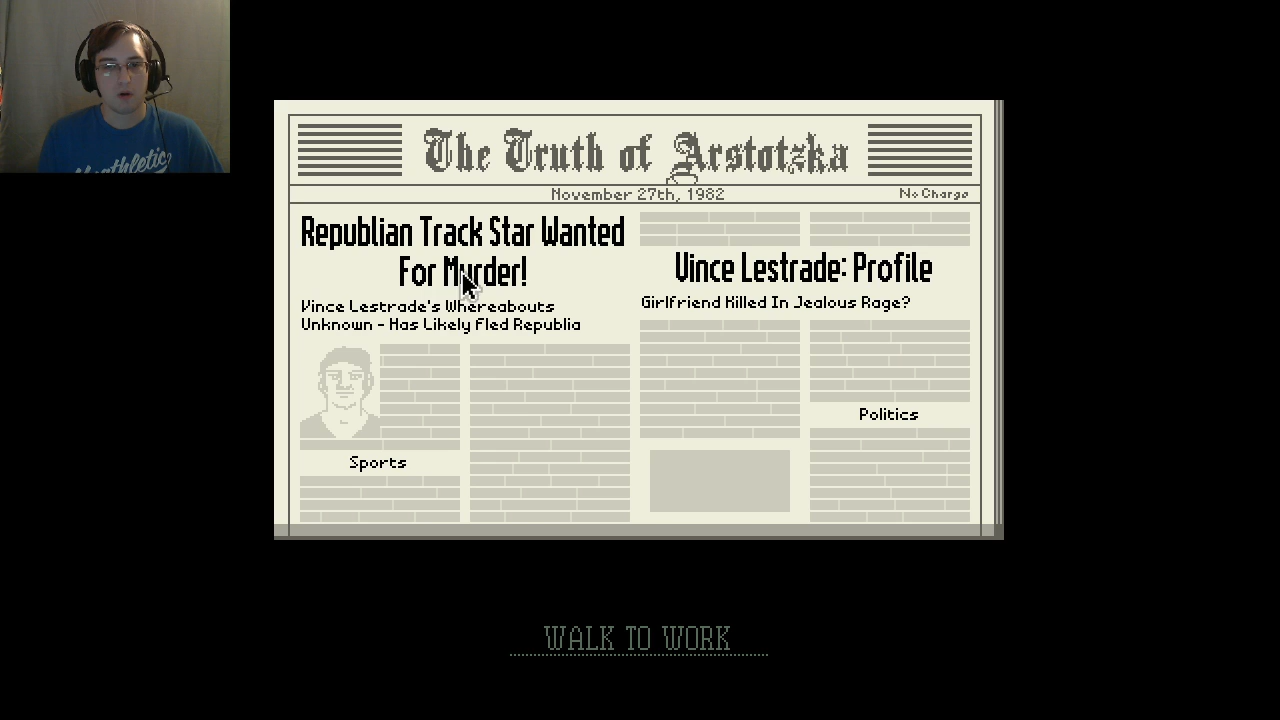 The Truth of Arstotzka
November 27th, 1982
No Charge
Republian Track Star Wanted
For Murder!
Vince Lestrade's Whereabouts
Unknown - Has Likely Fled Republia
Sports
Vince Lestrade: Profile
Girlfriend Killed In Jealous Rage?
Politics
WALK TO WORK